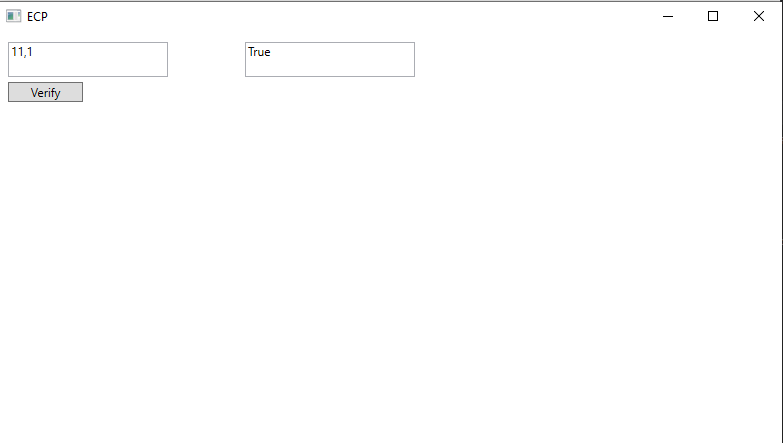 ECP
11,1
True
Verify